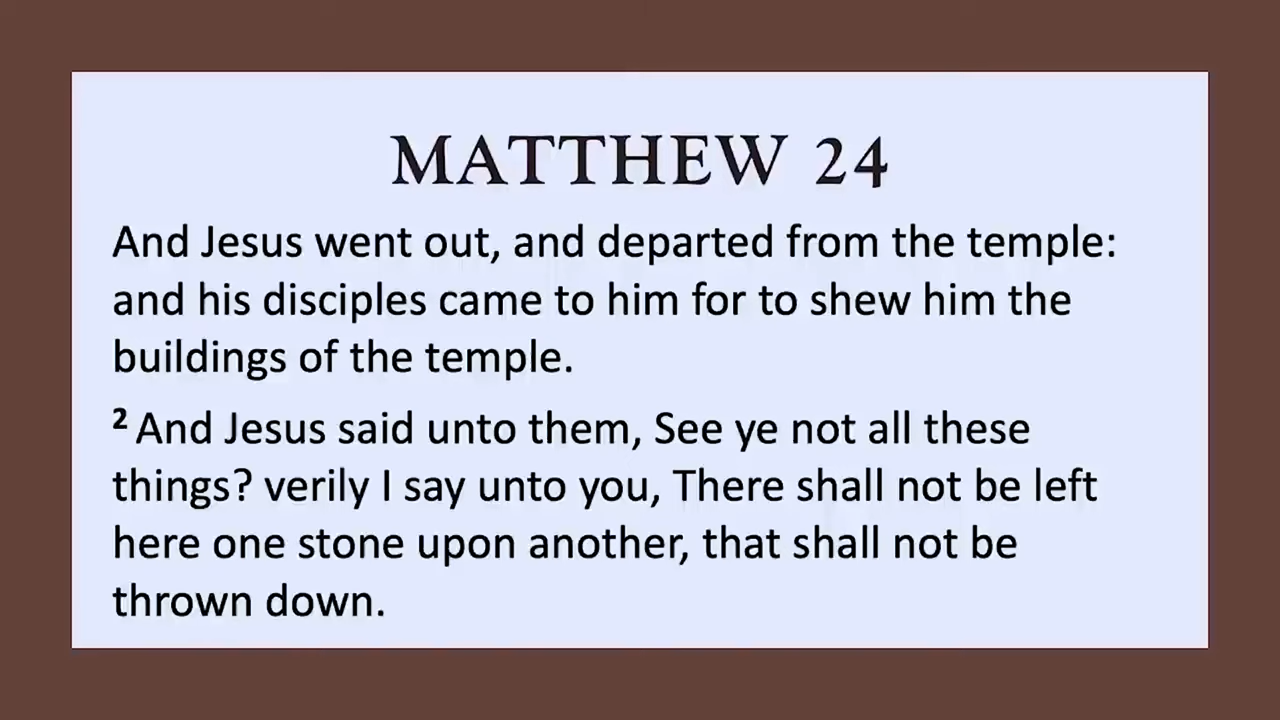 MATTHEW 24
And Jesus went out, and departed from the temple:
and his disciples came to him for to shew him the
buildings of the temple.
2 And Jesus said unto them, See ye not all these
things? verily I say unto you, There shall not be left
here one stone upon another, that shall not be
thrown down.